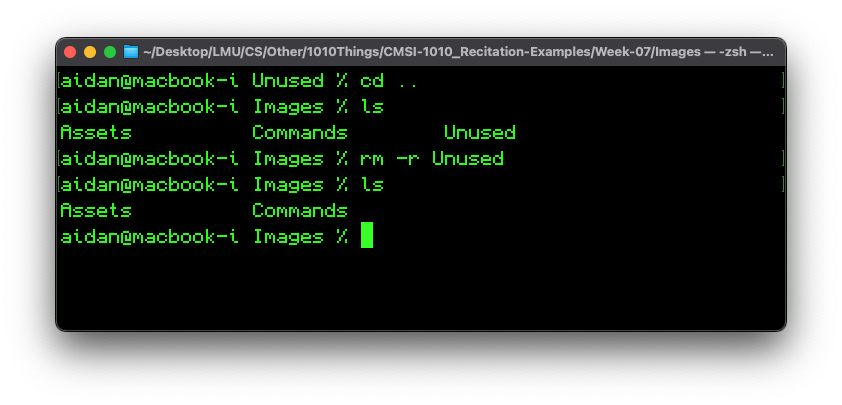 ~/Desktop/LMU/CS/Other/1010Things/CMSI-1010_Recitation-Examples/Week-07/Images — -zsh —...
[aidan@macbook-i Unused % cd .. ]
[aidan@macbook-i Images % ls ]
Assets Commands Unused
[aidan@macbook-i Images % rm -r Unused ]
[aidan@macbook-i Images % ls ]
Assets Commands
aidan@macbook-i Images %